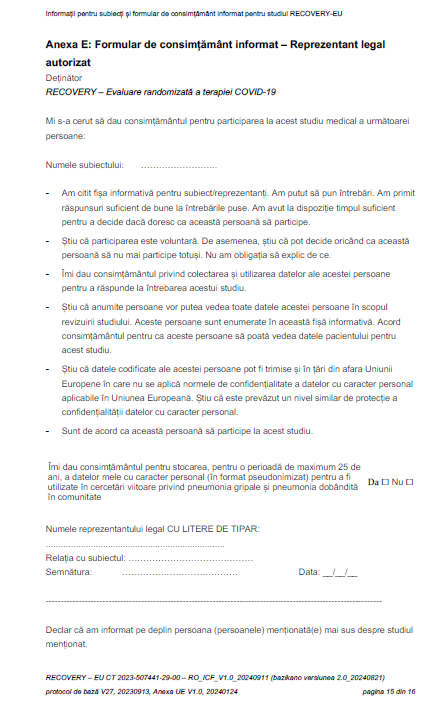 Informații pentru subiecți și formular de consimțământ informat pentru studiul RECOVERY-EU
Anexa E: Formular de consimțământ informat – Reprezentant legal
autorizat
Deținător
RECOVERY – Evaluare randomizată a terapiei COVID-19
Mi s-a cerut să dau consimțământul pentru participarea la acest studiu medical a următoarei
persoane:
Numele subiectului: ……………………..
- Am citit fișa informativă pentru subiect/reprezentanți. Am putut să pun întrebări. Am primit
răspunsuri suficient de bune la întrebările puse. Am avut la dispoziție timpul suficient
pentru a decide dacă doresc ca această persoană să participe.
- Știu că participarea este voluntară. De asemenea, știu că pot decide oricând ca această
persoană să nu mai participe totuși. Nu am obligația să explic de ce.
- Îmi dau consimțământul privind colectarea și utilizarea datelor ale acestei persoane
pentru a răspunde la întrebarea acestui studiu.
- Știu că anumite persoane vor putea vedea toate datele acestei persoane în scopul
revizuirii studiului. Aceste persoane sunt enumerate în această fișă informativă. Acord
consimțământul pentru ca aceste persoane să poată vedea datele pacientului pentru
acest studiu.
- Știu că datele codificate ale acestei persoane pot fi trimise și în țări din afara Uniunii
Europene în care nu se aplică normele de confidențialitate a datelor cu caracter personal
aplicabile în Uniunea Europeană. Știu că este prevăzut un nivel similar de protecție a
confidențialității datelor cu caracter personal.
- Sunt de acord ca această persoană să participe la acest studiu.
Îmi dau consimțământul pentru stocarea, pentru o perioadă de maximum 25 de
ani, a datelor mele cu caracter personal (în format pseudonimizat) pentru a fi
utilizate în cercetări viitoare privind pneumonia gripale și pneumonia dobândită
în comunitate
Da ☐ Nu ☐
Numele reprezentantului legal CU LITERE DE TIPAR:
............................................................
Relația cu subiectul: ……………………………………
Semnătura: ………………………………… Data: __/__/__
--------------------------------------------------------------------------------
Declar că am informat pe deplin persoana (persoanele) menționată(e) mai sus despre studiul
menționat.
RECOVERY – EU CT 2023-507441-29-00 – RO_ICF_V1.0_20240911 (bazikano versiunea 2.0_20240821)
protocol de bază V27, 20230913, Anexa UE V1.0, 20240124 pagina 15 din 16